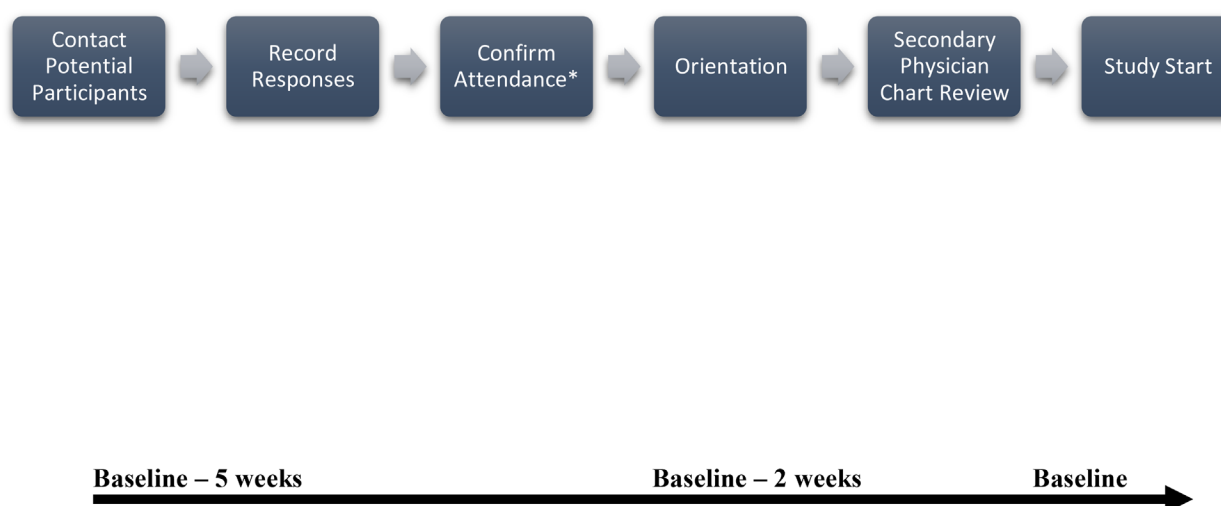 Contact
Potential
Participants
Record
Responses
Confirm
Attendance*
Orientation
Secondary
Physician
Chart Review
Study Start
Baseline – 5 weeks
Baseline – 2 weeks
Baseline